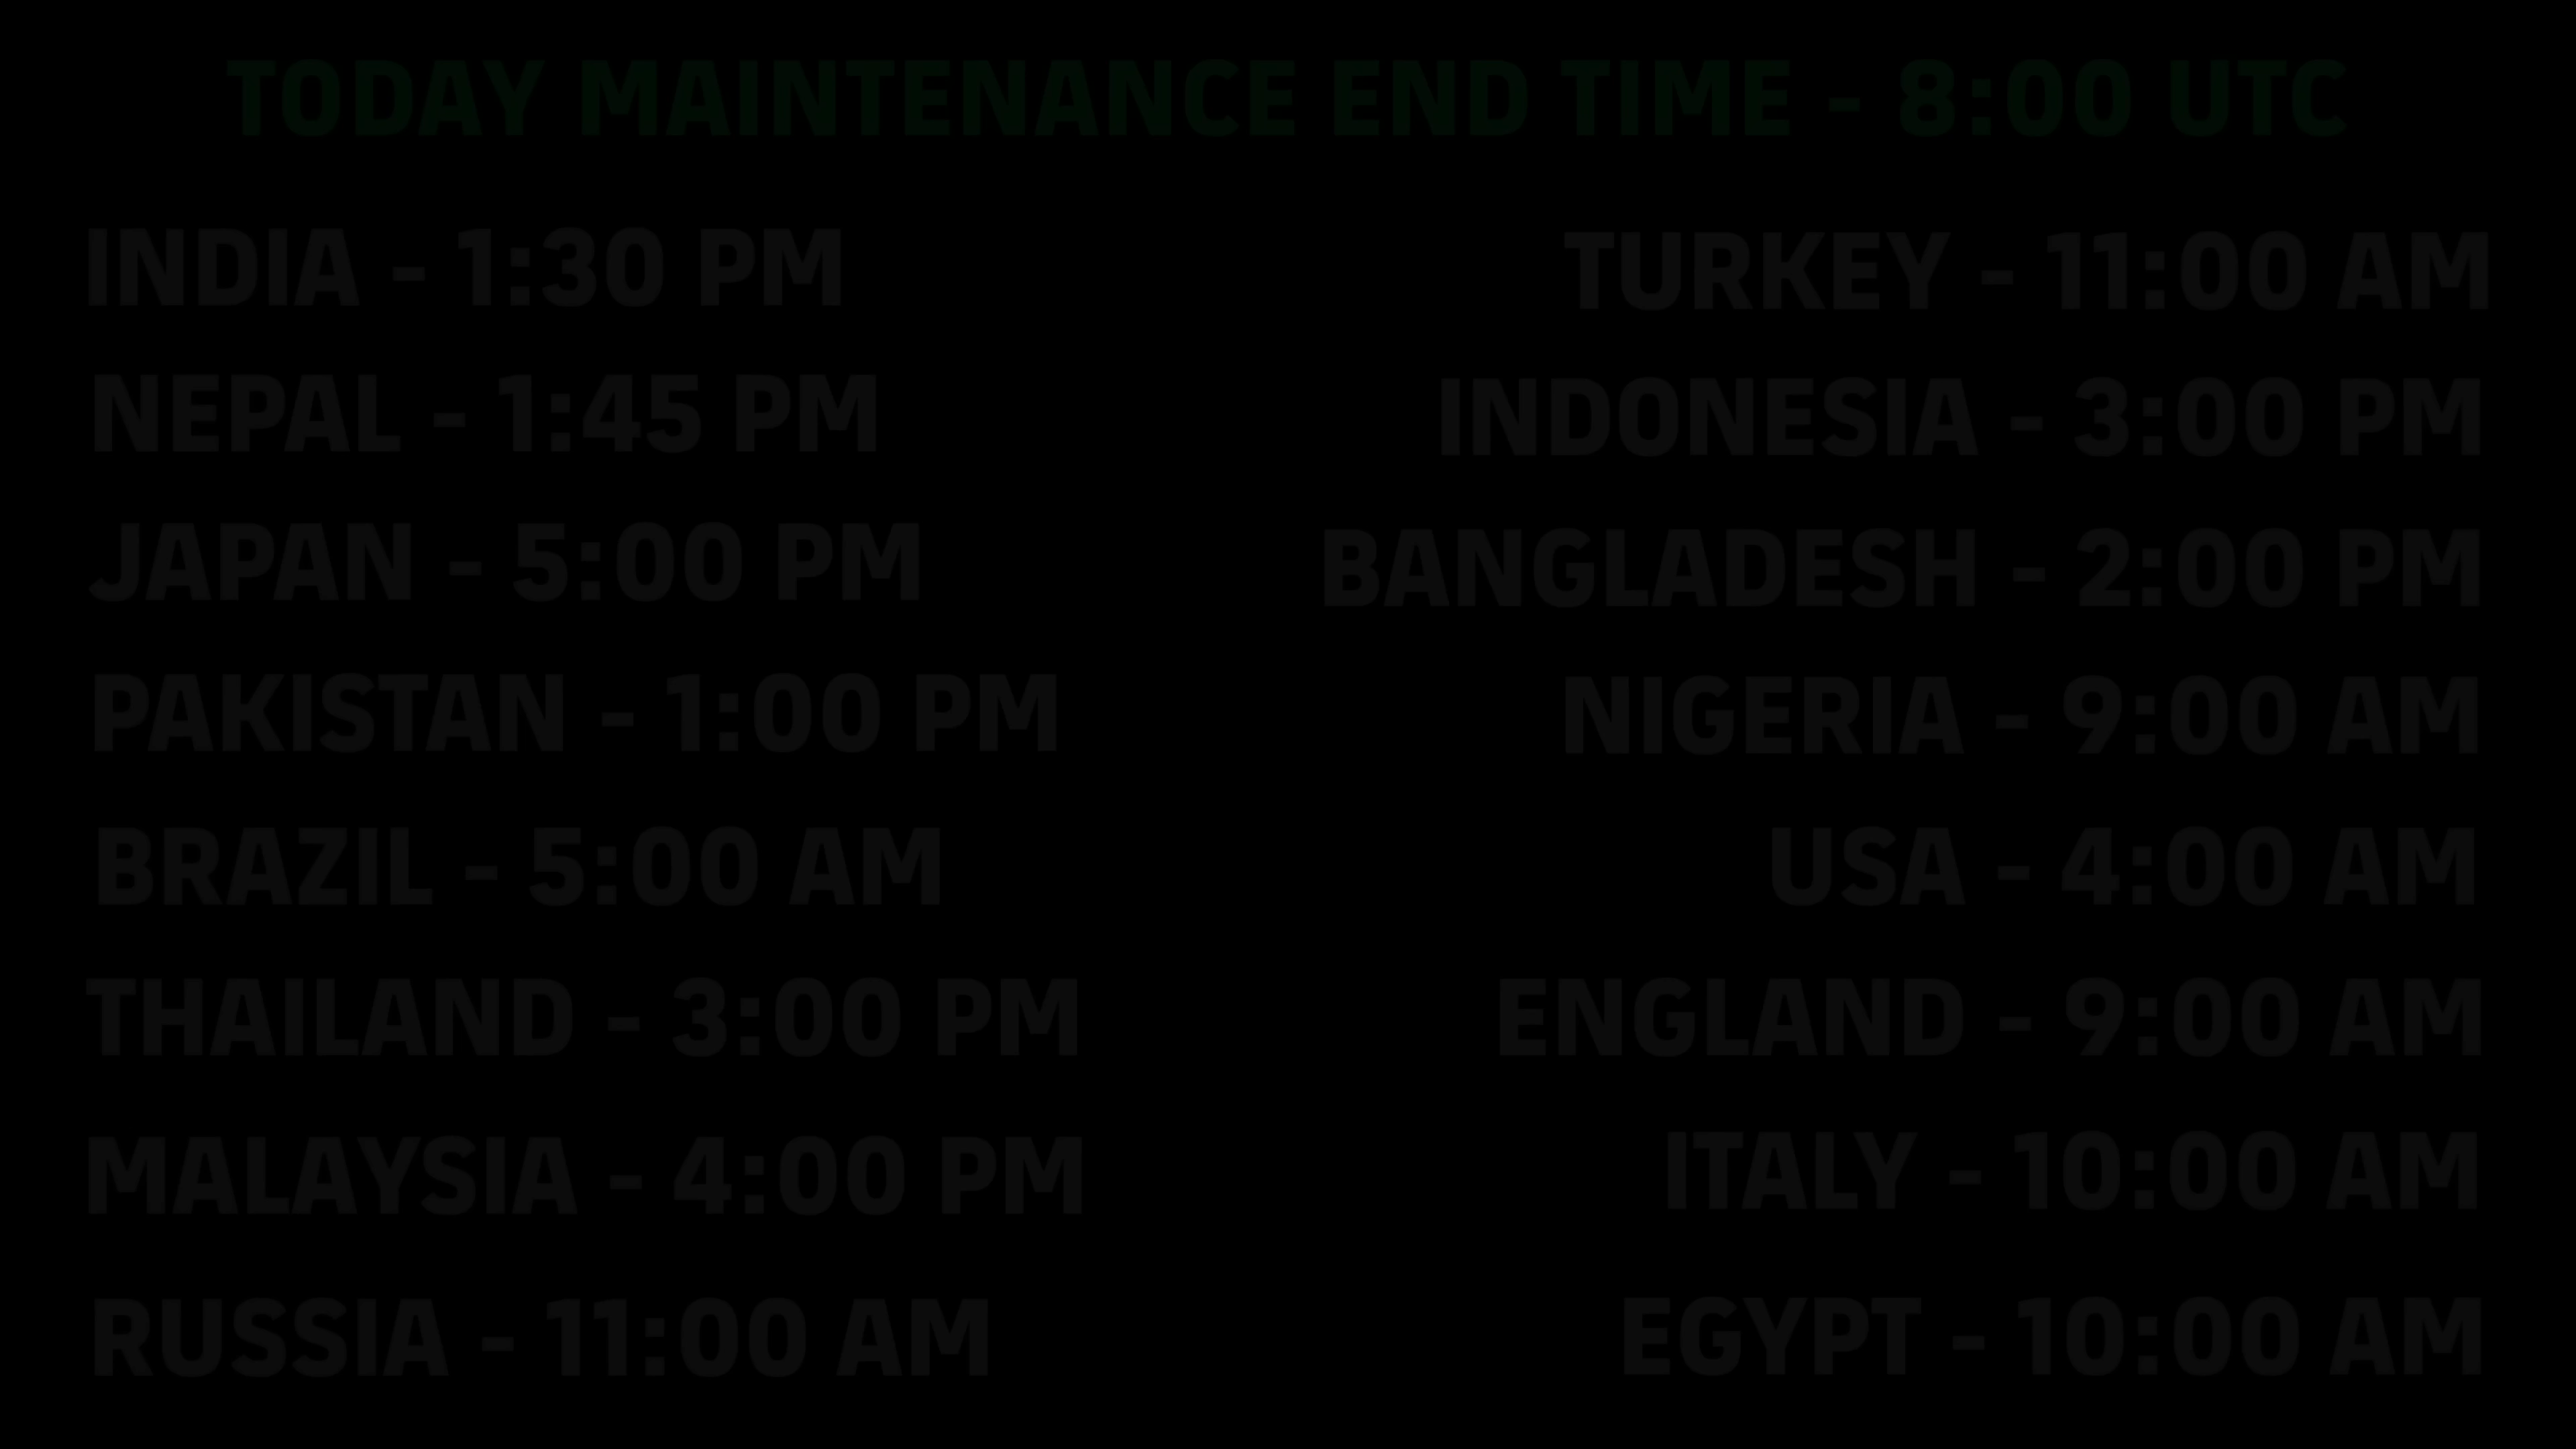 TODAY MAINTENANCE END TIME - 8:00 UTC
INDIA - 1:30 PM
NEPAL - 1:45 PM
JAPAN - 5:00 PM
PAKISTAN - 1:00 PM
BRAZIL - 5:00 AM
THAILAND - 3:00 PM
MALAYSIA - 4:00 PM
RUSSIA - 11:00 AM
TURKEY - 11:00 AM
INDONESIA - 3:00 PM
BANGLADESH - 2:00 PM
NIGERIA - 9:00 AM
USA - 4:00 AM
ENGLAND - 9:00 AM
ITALY - 10:00 AM
EGYPT - 10:00 AM